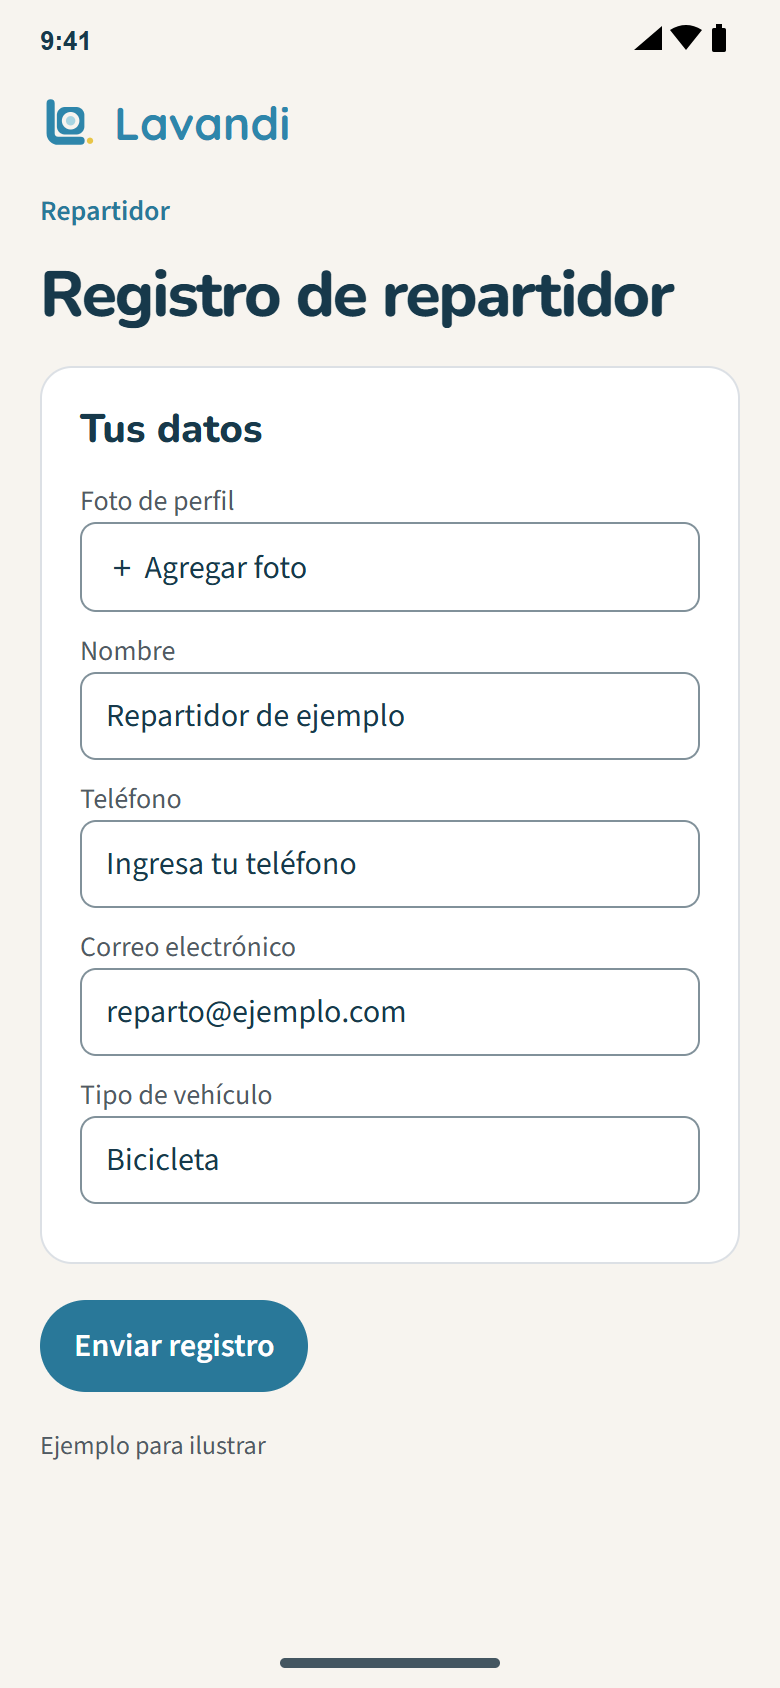 9:41
Lavandi
Repartidor
Registro de repartidor
Tus datos
Foto de perfil
+ Agregar foto
Nombre
Repartidor de ejemplo
Teléfono
Ingresa tu teléfono
Correo electrónico
reparto@ejemplo.com
Tipo de vehículo
Bicicleta
Enviar registro
Ejemplo para ilustrar